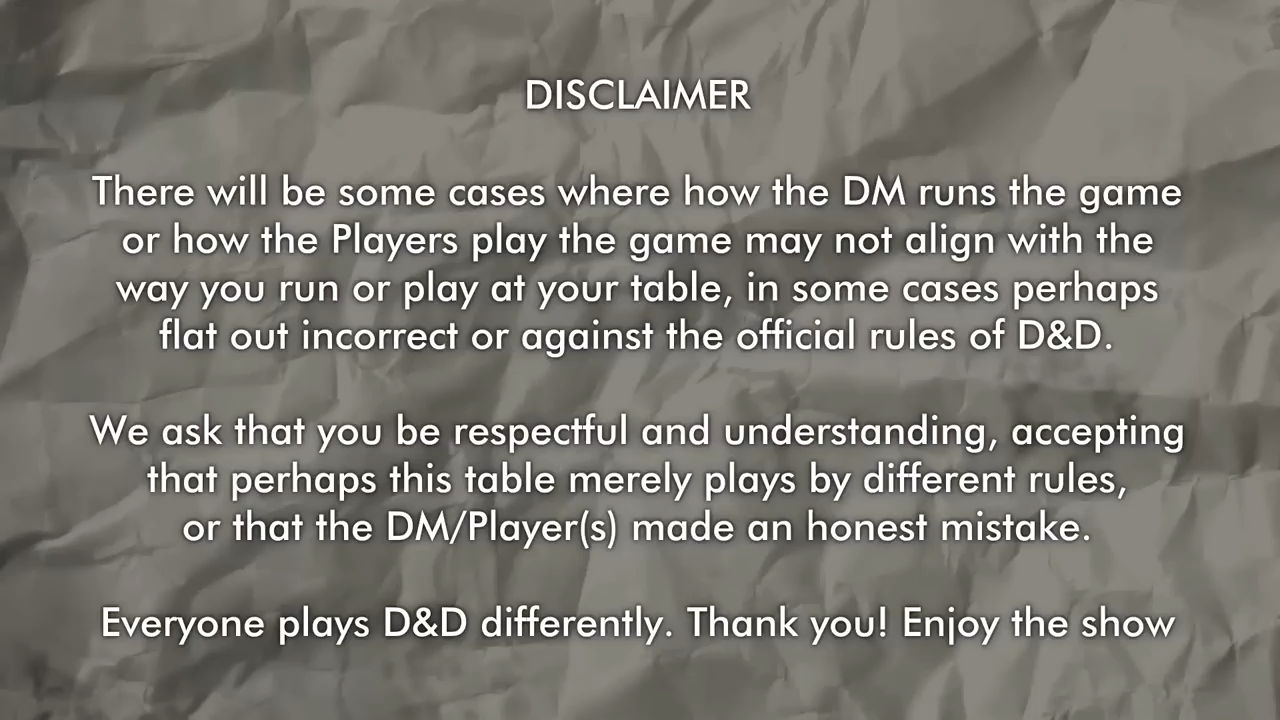 DISCLAIMER
There will be some cases where how the DM runs the game
or how the Players play the game may not align with the
way you run or play at your table, in some cases perhaps
flat out incorrect or against the official rules of D&D.
We ask that you be respectful and understanding, accepting
that perhaps this table merely plays by different rules,
or that the DM/Player(s) made an honest mistake.
Everyone plays D&D differently. Thank you! Enjoy the show